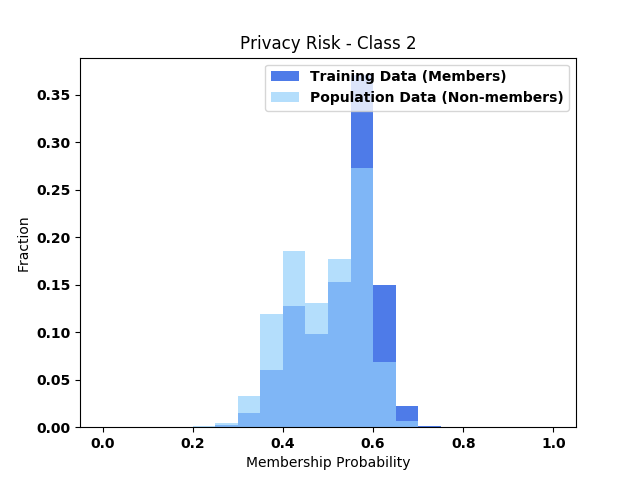 Privacy Risk - Class 2
Training Data (Members)
Population Data (Non-members)
0.35
0.30
0.25
0.20
0.15
0.10
0.05
0.00
Fraction
0.0 0.2 0.4 0.6 0.8 1.0
Membership Probability